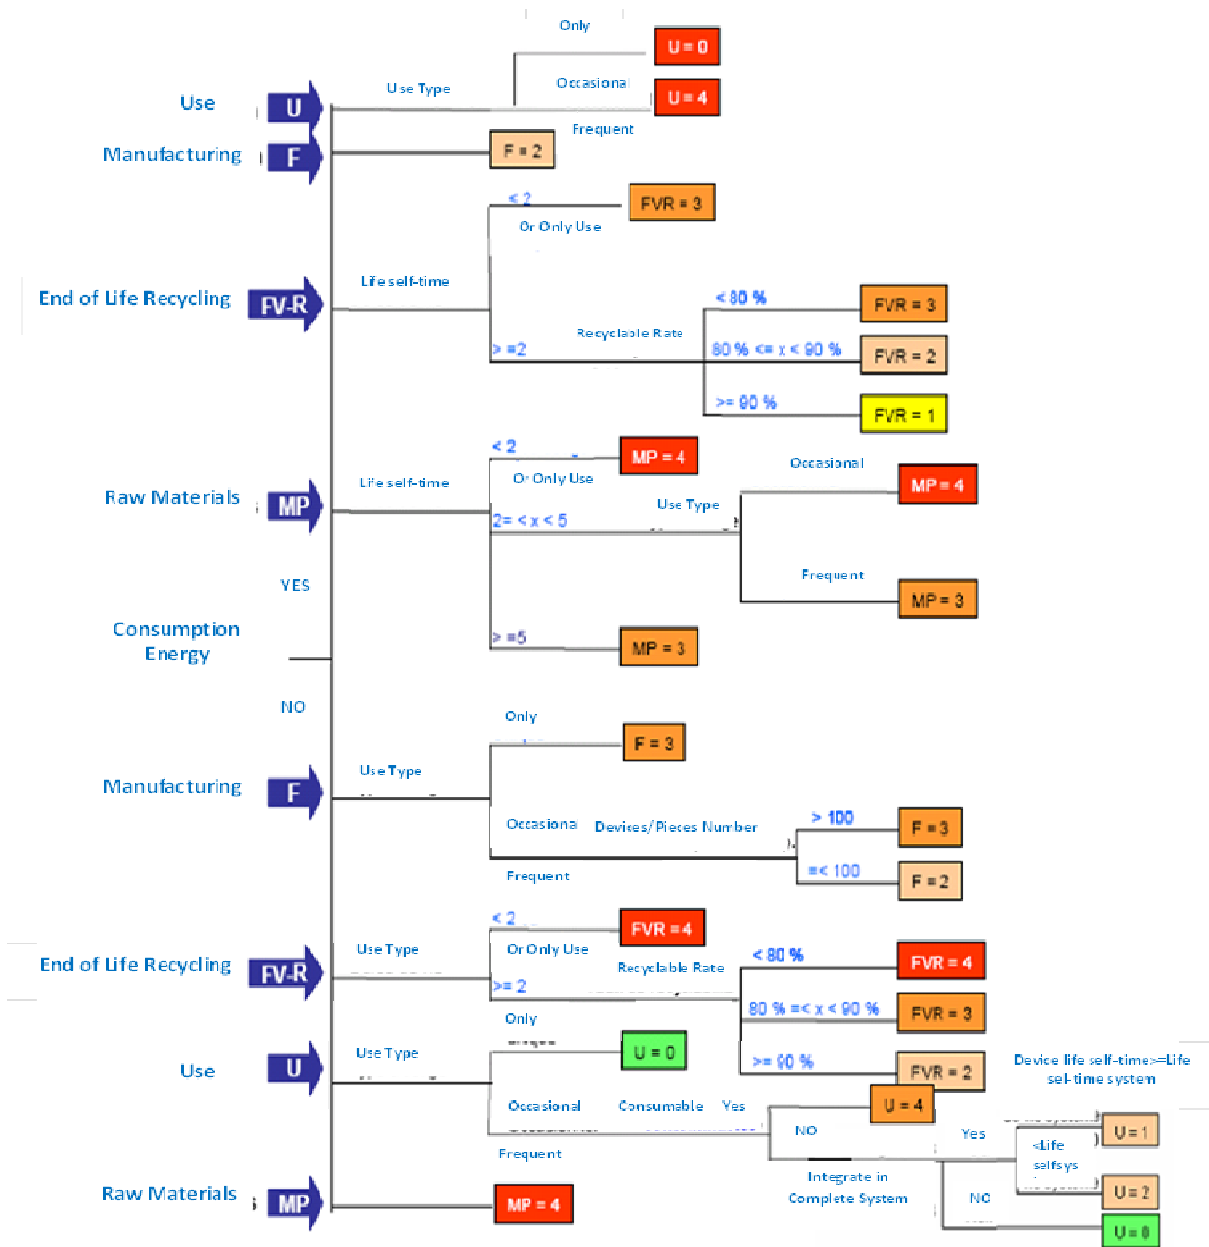 Only
U = 0
Use Type
Occasional
Use
U
U = 4
Frequent
Manufacturing
F
F = 2
< 2
FVR = 3
Or Only Use
Life self-time
End of Life Recycling
FV-R
< 80 %
FVR = 3
Recyclable Rate
> =2
80 % <= x < 90 %
FVR = 2
>= 90 %
FVR = 1
< 2
MP = 4
Occasional
Life self-time
Or Only Use
MP = 4
Raw Materials
MP
Use Type
2= < x < 5
YES
Frequent
MP = 3
Consumption
Energy
> =5
MP = 3
NO
Only
F = 3
Use Type
Manufacturing
F
Occasional
Devices/Pieces Number
> 100
F = 3
Frequent
=< 100
F = 2
< 2
FVR = 4
Use Type
Or Only Use
End of Life Recycling
FV-R
Recyclable Rate
< 80 %
FVR = 4
>= 2
80 % =< x < 90 %
FVR = 3
Only
U = 0
Use Type
Use
U
>= 90 %
FVR = 2
Device life self-time>=Life
sel-time system
Occasional
Consumable
Yes
U = 4
NO
Yes
U = 1
Frequent
<Life
selfsys
Integrate in
Complete System
NO
U = 2
Raw Materials
MP
MP = 4